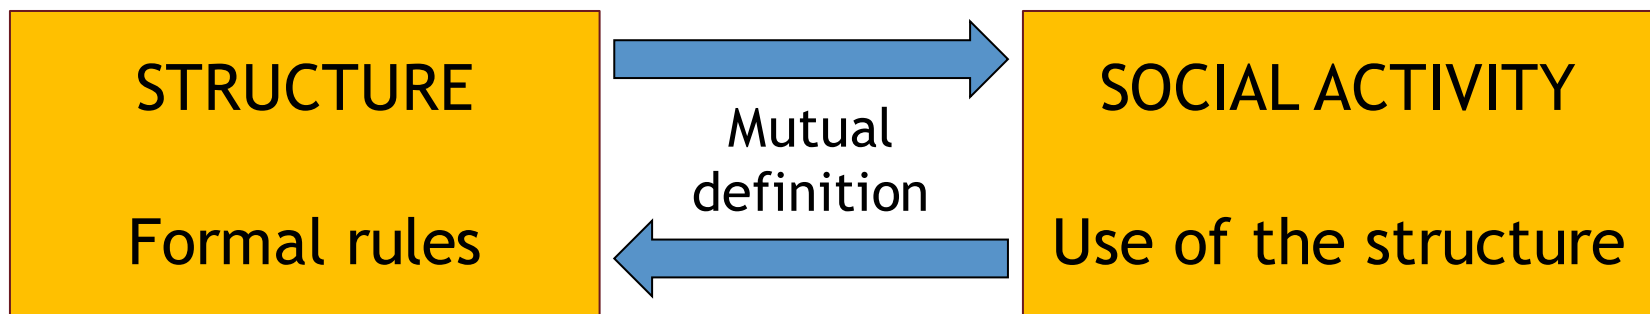 STRUCTURE
Formal rules
Mutual
definition
SOCIAL ACTIVITY
Use of the structure